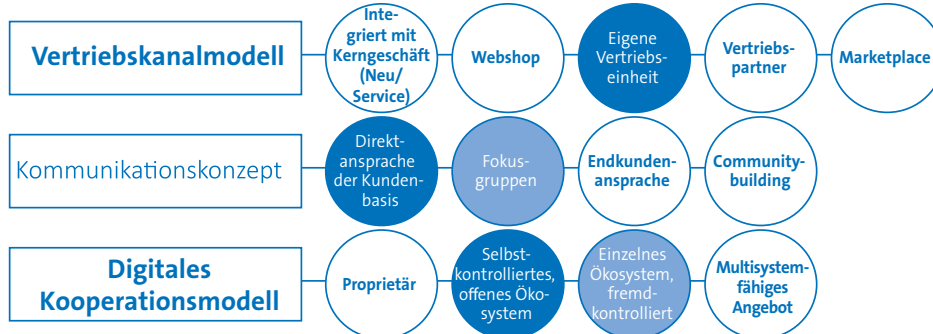 Vertriebskanalmodell
Inte-
griert mit
Kerngeschäft
(Neu/
Service)
Webshop
Eigene
Vertriebs-
einheit
Vertriebs-
partner
Marketplace
Kommunikationskonzept
Direkt-
ansprache
der Kunden-
basis
Fokus-
gruppen
Endkunden-
ansprache
Community-
building
Digitales
Kooperationsmodell
Proprietär
Selbst-
kontrolliertes,
offenes Öko-
system
Einzelnes
Ökosystem,
fremd-
kontrolliert
Multisystem-
fähiges
Angebot